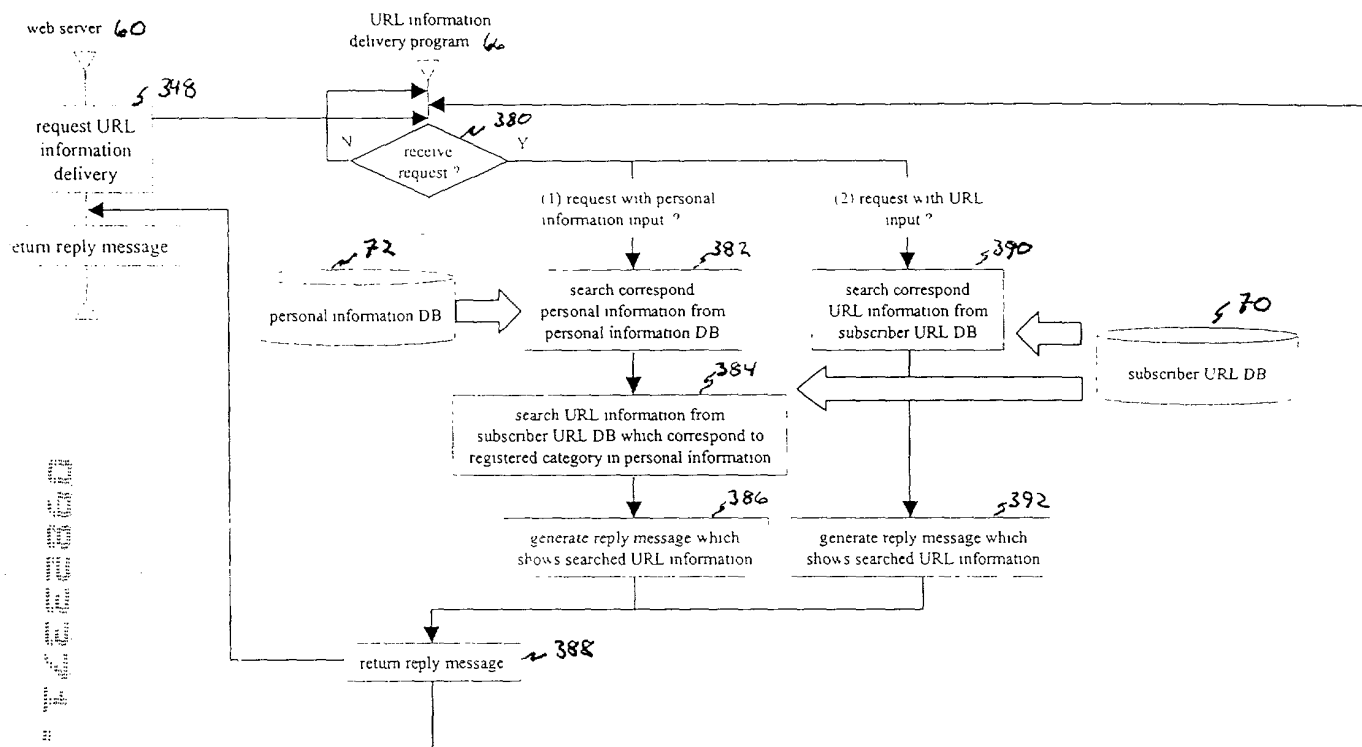 web server 60
URL information
delivery program 66
348
request URL
information
delivery
380
N
receive
request ?
Y
(1) request with personal
information input ?
(2) request with URL
input ?
return reply message
72
personal information DB
382
search correspond
personal information from
personal information DB
390
search correspond
URL information from
subscriber URL DB
70
subscriber URL DB
384
search URL information from
subscriber URL DB which correspond to
registered category in personal information
386
generate reply message which
shows searched URL information
392
generate reply message which
shows searched URL information
return reply message
388